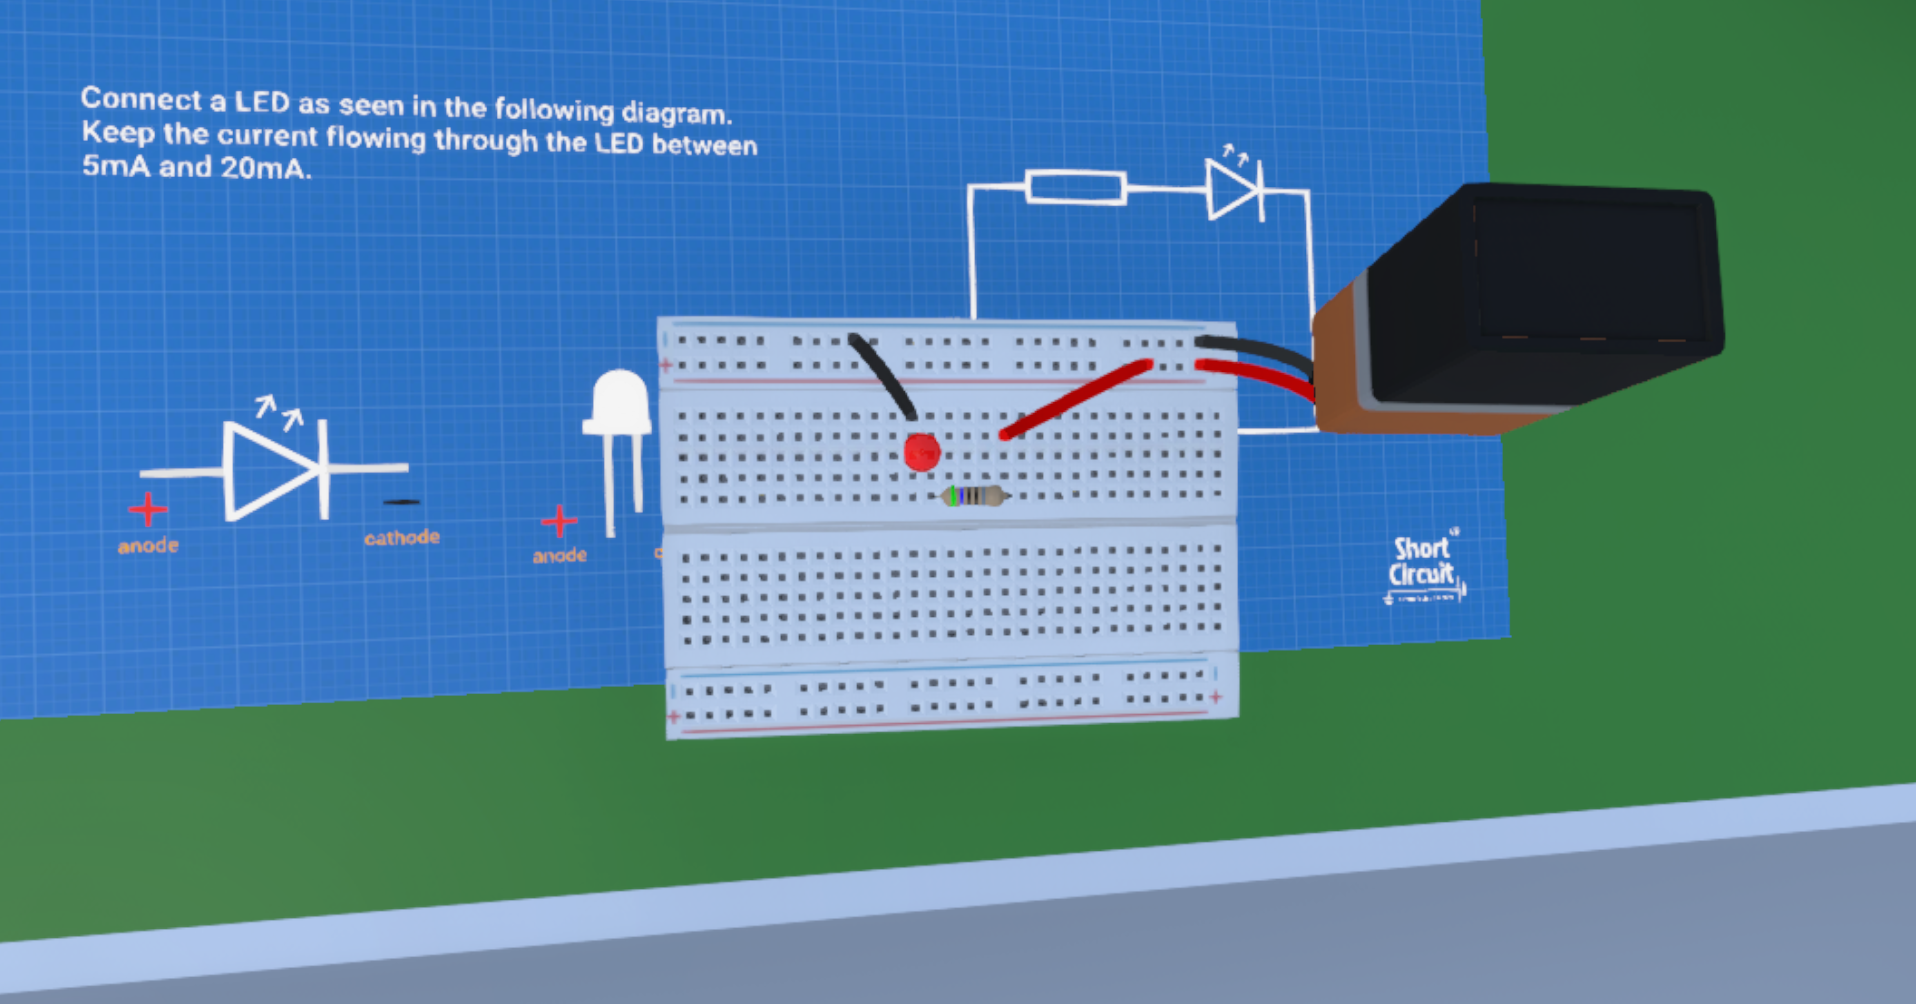 Connect a LED as seen in the following diagram.
Keep the current flowing through the LED between
5mA and 20mA.
+
anode
cathode
+
anode
Short
Circuit